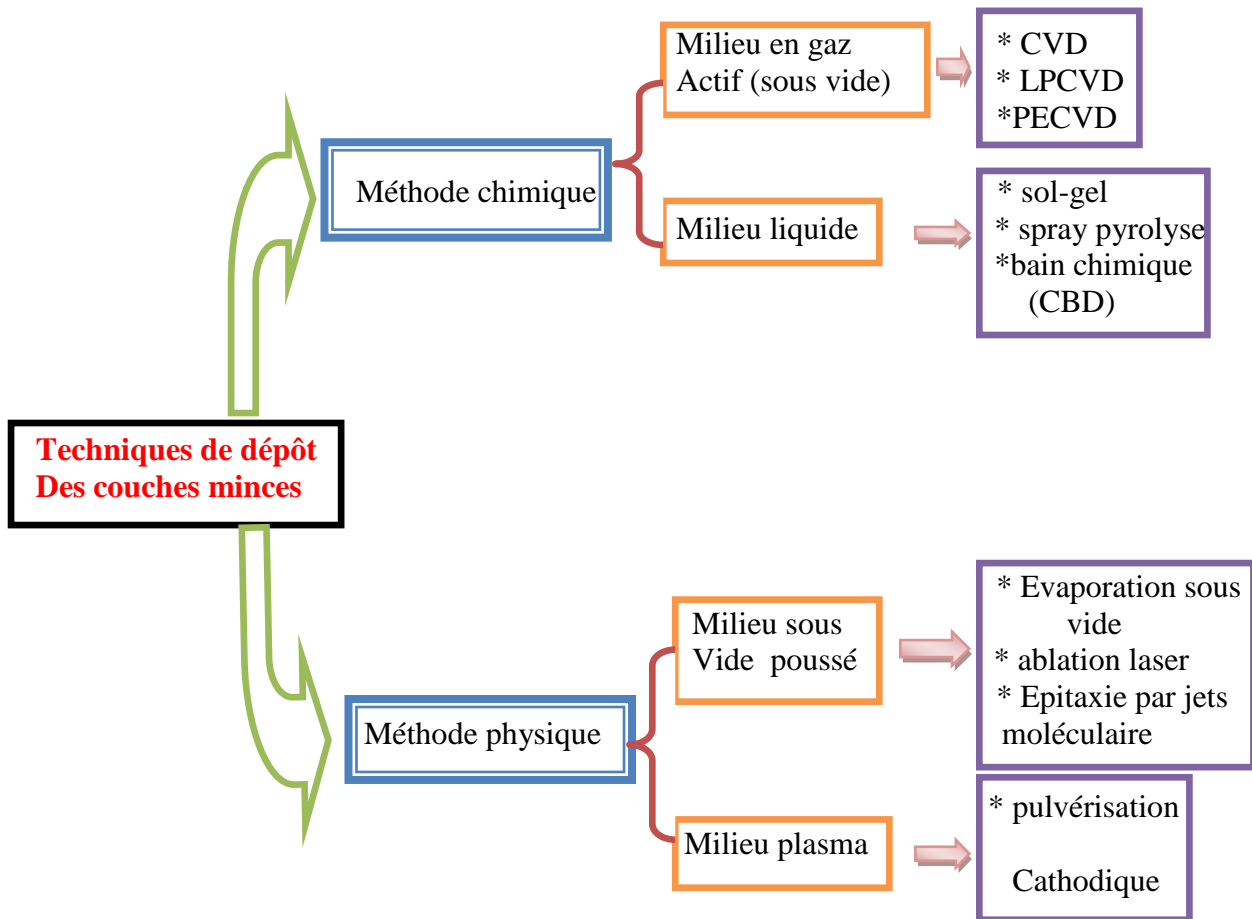 Milieu en gaz
Actif (sous vide)
* CVD
* LPCVD
*PECVD
Méthode chimique
Milieu liquide
* sol-gel
* spray pyrolyse
*bain chimique
(CBD)
Techniques de dépôt
Des couches minces
Méthode physique
Milieu sous
Vide poussé
* Evaporation sous
vide
* ablation laser
* Epitaxie par jets
moléculaire
Milieu plasma
* pulvérisation
Cathodique